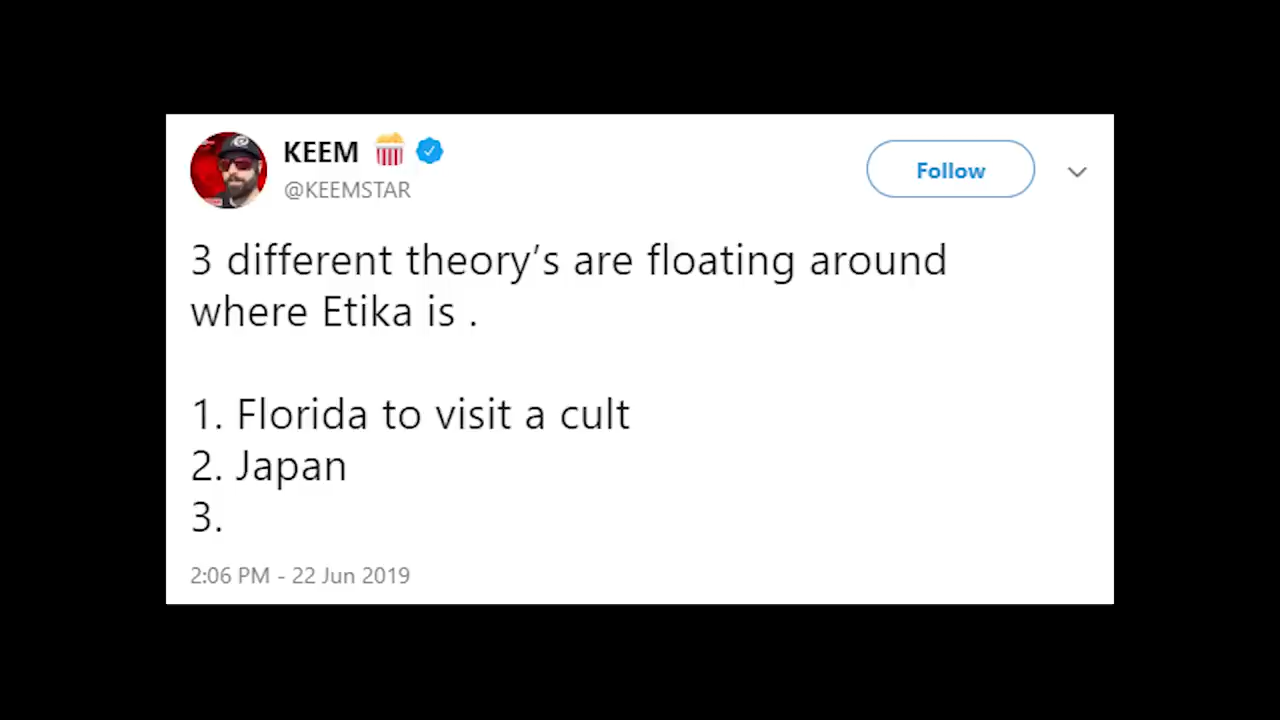 KEEM
@KEEMSTAR
Follow
3 different theory's are floating around
where Etika is .
1. Florida to visit a cult
2. Japan
3.
2:06 PM - 22 Jun 2019